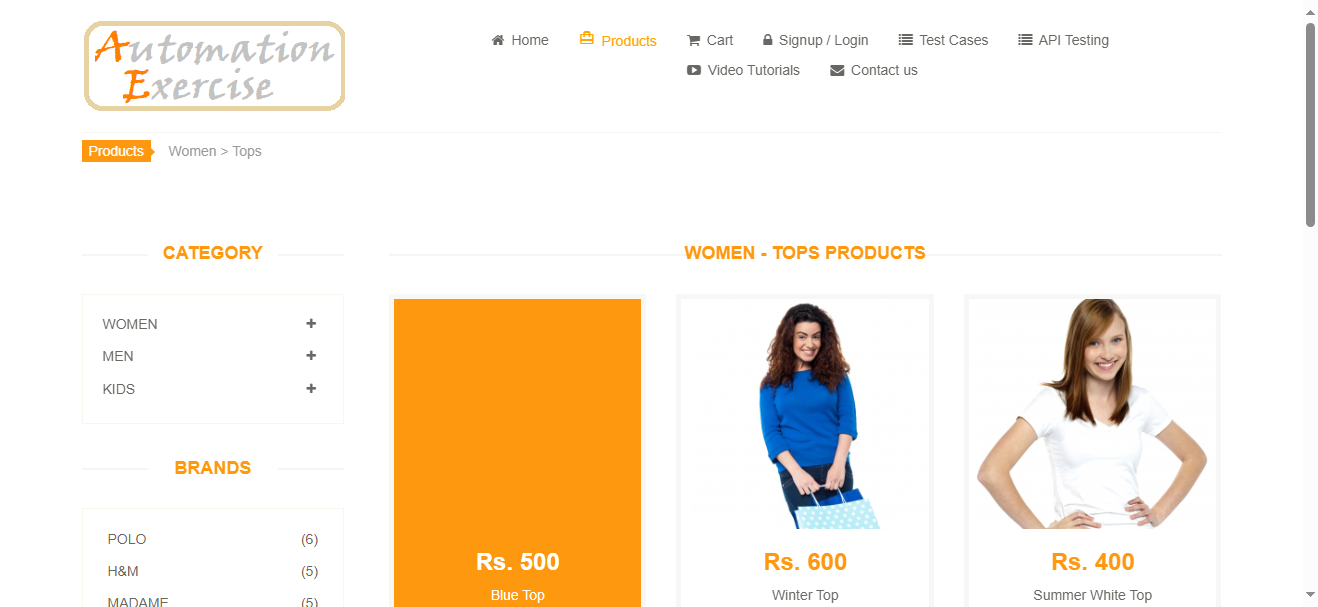 Automation
Exercise
Home
Products
Cart
Signup / Login
Test Cases
API Testing
Video Tutorials
Contact us
Products
Women > Tops
CATEGORY
WOMEN
MEN
KIDS
BRANDS
POLO (6)
H&M (5)
MADAME (5)
WOMEN - TOPS PRODUCTS
Rs. 500
Blue Top
Rs. 600
Winter Top
Rs. 400
Summer White Top